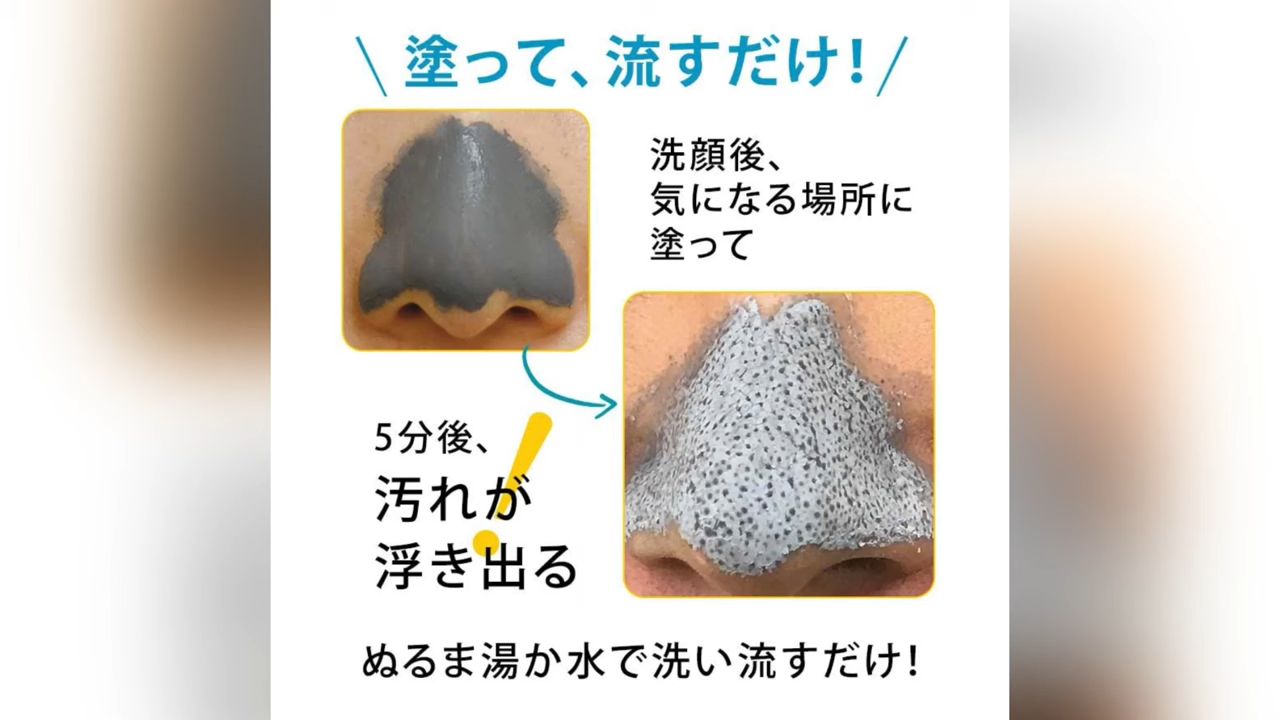 \ 塗って、流すだけ! /
洗顔後、
気になる場所に
塗って
5分後、
汚れが
浮き出る
ぬるま湯か水で洗い流すだけ!